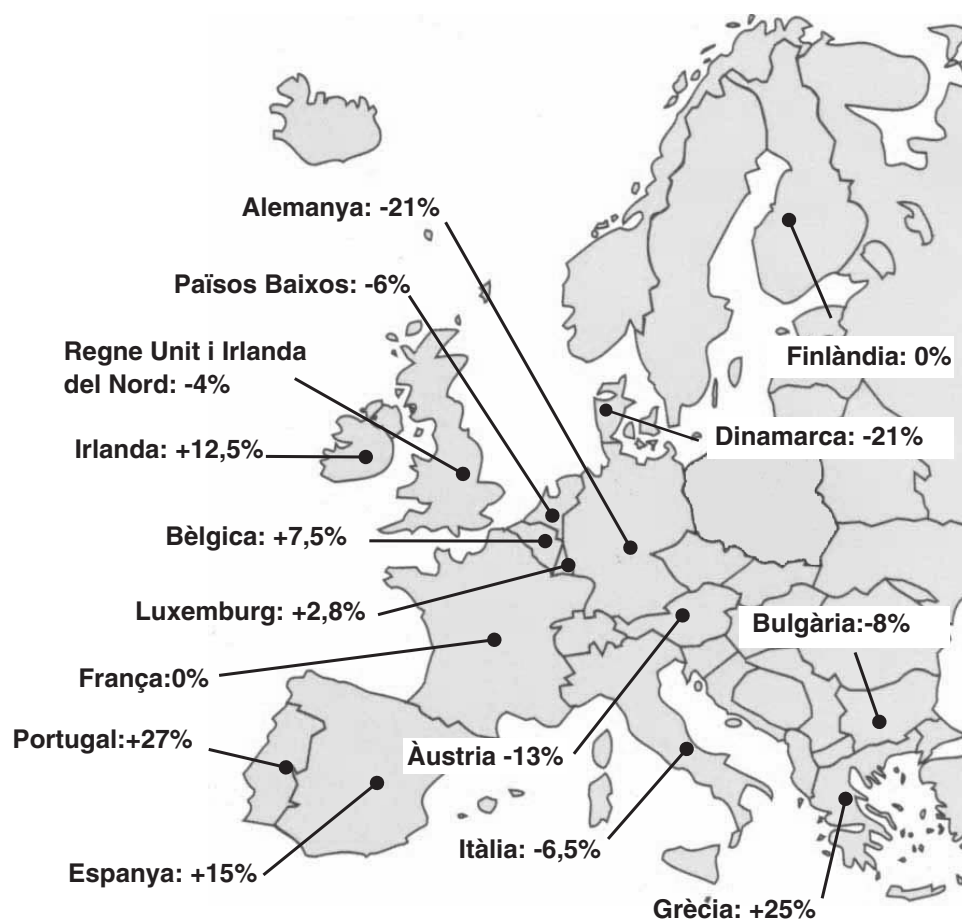 Alemanya: -21%
Països Baixos: -6%
Regne Unit i Irlanda
del Nord: -4%
Finlàndia: 0%
Dinamarca: -21%
Irlanda: +12,5%
Bèlgica: +7,5%
Luxemburg: +2,8%
Bulgària:-8%
França:0%
Portugal:+27%
Àustria -13%
Itàlia: -6,5%
Espanya: +15%
Grècia: +25%